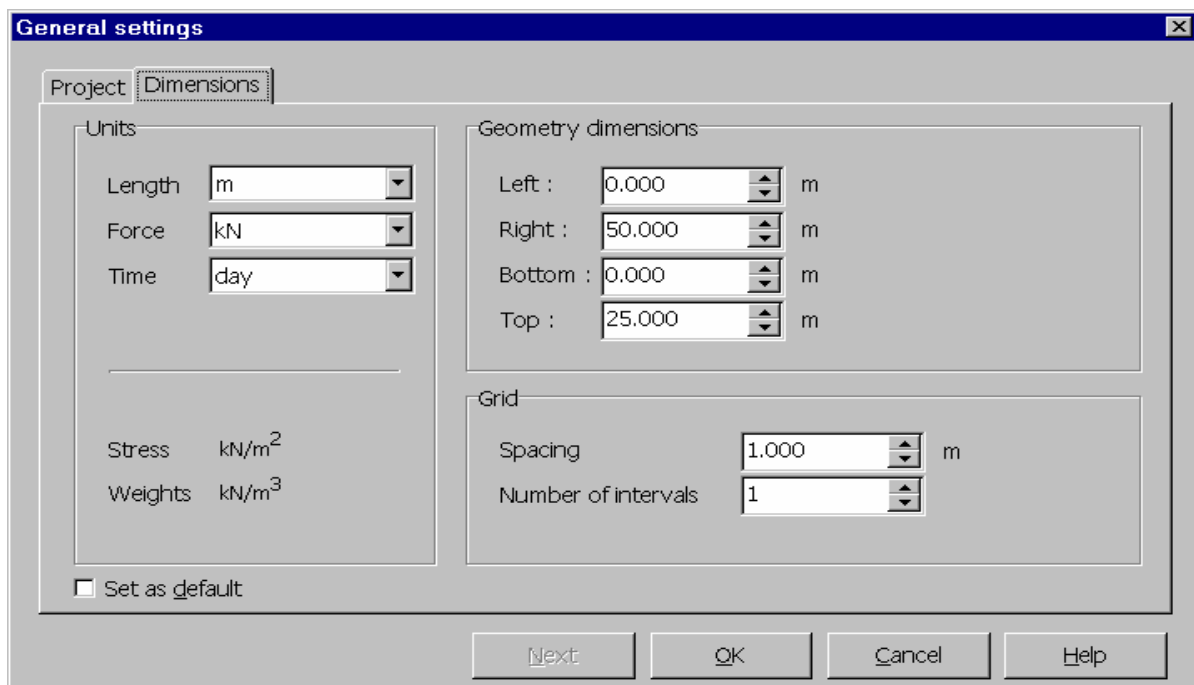 General settings
Project
Dimensions
Units
Length m
Force kN
Time day
Stress kN/m²
Weights kN/m³
Geometry dimensions
Left : 0.000 m
Right : 50.000 m
Bottom : 0.000 m
Top : 25.000 m
Grid
Spacing 1.000 m
Number of intervals 1
Set as default
Next
OK
Cancel
Help